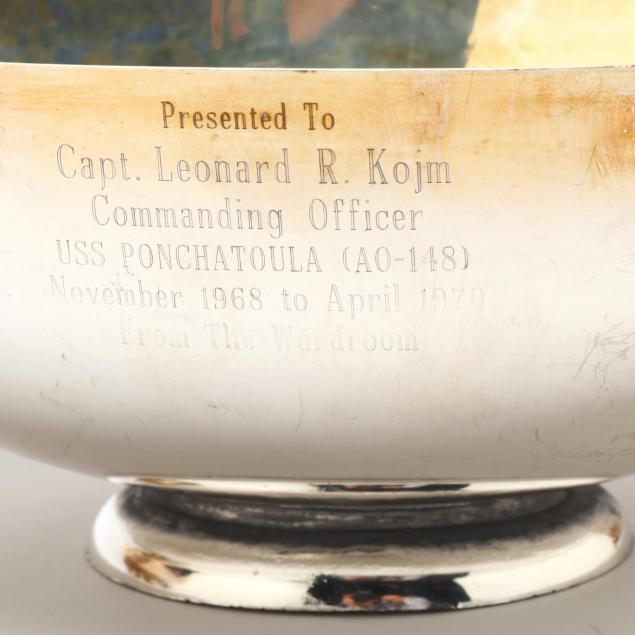 Presented To
Capt. Leonard R. Kojm
Commanding Officer
USS PONCHATOULA (AO-148)
November 1968 to April 1970
From The Wardroom